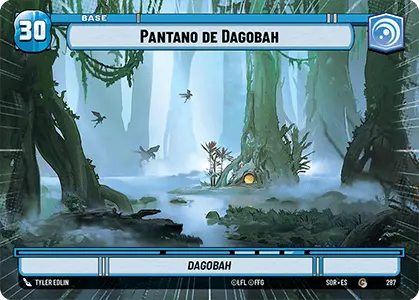 BASE
30
PANTANO DE DAGOBAH
DAGOBAH
TYLER EDLIN
©LFL ©FFG
SOR • ES
C
287